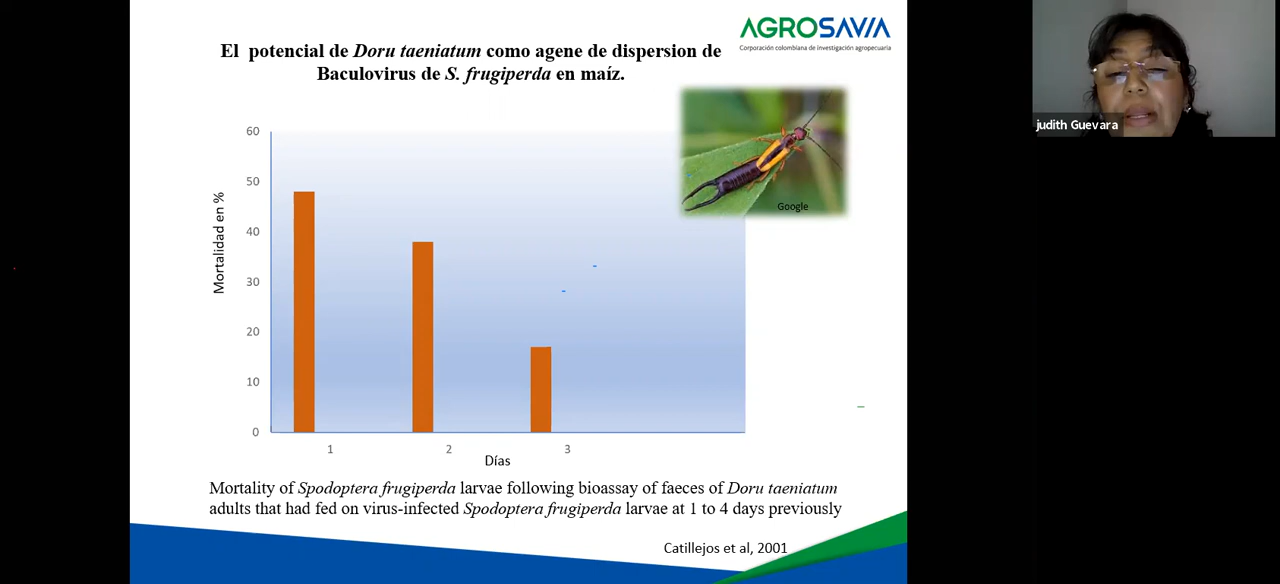 AGROSAVIA
Corporación colombiana de investigación agropecuaria
El potencial de Doru taeniatum como agene de dispersion de
Baculovirus de S. frugiperda en maíz.
judith Guevara
Google
Mortalidad en %
60
50
40
30
20
10
0
1 2 3
Días
Mortality of Spodoptera frugiperda larvae following bioassay of faeces of Doru taeniatum
adults that had fed on virus-infected Spodoptera frugiperda larvae at 1 to 4 days previously
Catillejos et al, 2001